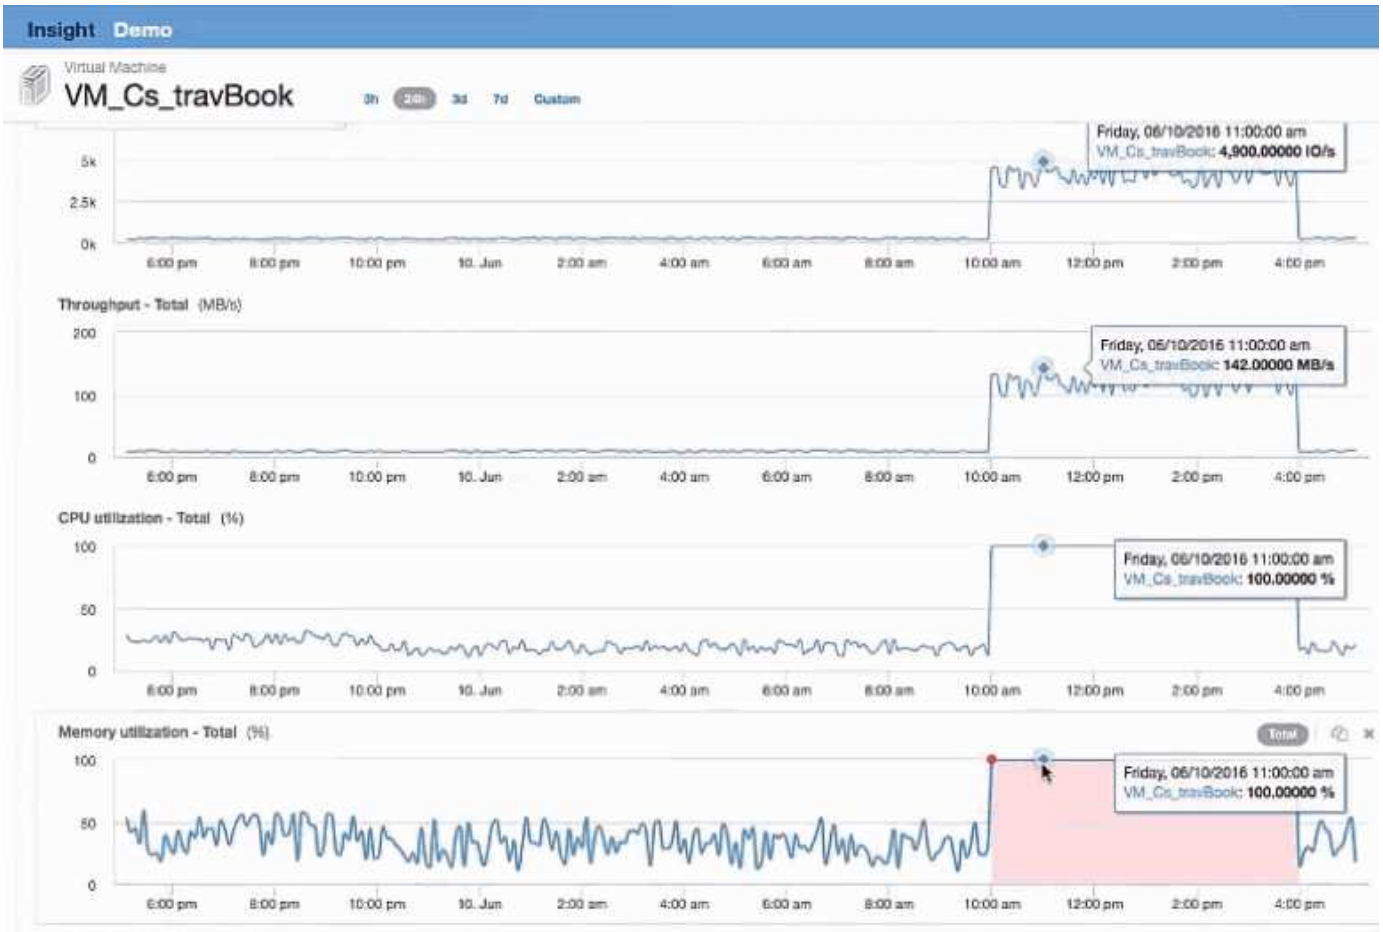 Insight Demo
Virtual Machine
VM_Cs_travBook
3h 24h 3d 7d Custom
Friday, 06/10/2016 11:00:00 am
VM_Cs_travBook: 4,900.00000 IO/s
5k
2.5k
0k
6:00 pm 8:00 pm 10:00 pm 10. Jun 2:00 am 4:00 am 6:00 am 8:00 am 10:00 am 12:00 pm 2:00 pm 4:00 pm
Throughput - Total (MB/s)
200
Friday, 06/10/2016 11:00:00 am
VM_Cs_travBook: 142.00000 MB/s
100
0
6:00 pm 8:00 pm 10:00 pm 10. Jun 2:00 am 4:00 am 6:00 am 8:00 am 10:00 am 12:00 pm 2:00 pm 4:00 pm
CPU utilization - Total (%)
100
Friday, 06/10/2016 11:00:00 am
VM_Cs_travBook: 100.00000 %
50
0
6:00 pm 8:00 pm 10:00 pm 10. Jun 2:00 am 4:00 am 6:00 am 8:00 am 10:00 am 12:00 pm 2:00 pm 4:00 pm
Memory utilization - Total (%)
Total
100
Friday, 06/10/2016 11:00:00 am
VM_Cs_travBook: 100.00000 %
50
0
6:00 pm 8:00 pm 10:00 pm 10. Jun 2:00 am 4:00 am 6:00 am 8:00 am 10:00 am 12:00 pm 2:00 pm 4:00 pm